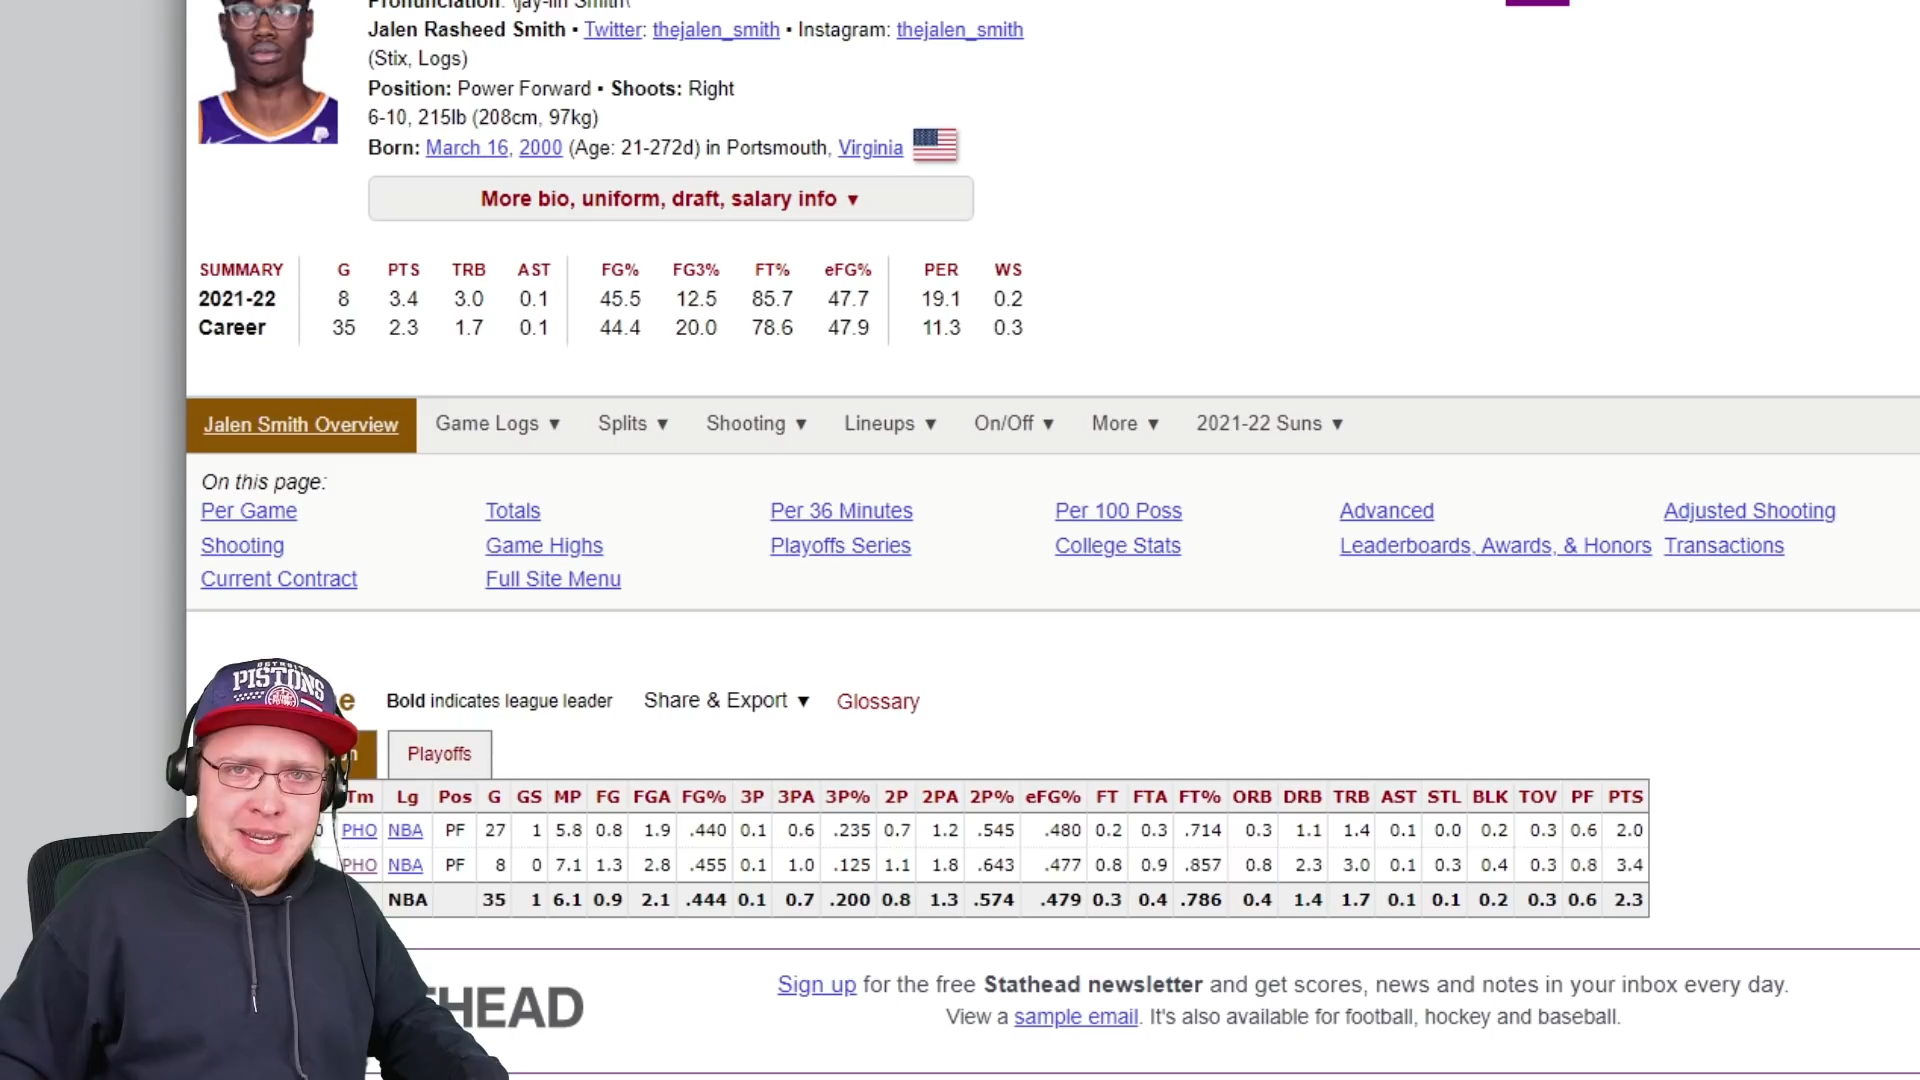 Pronunciation: \jay-lin Smith\
Jalen Rasheed Smith ▪ Twitter: thejalen_smith ▪ Instagram: thejalen_smith
(Stix, Logs)
Position: Power Forward ▪ Shoots: Right
6-10, 215lb (208cm, 97kg)
Born: March 16, 2000 (Age: 21-272d) in Portsmouth, Virginia
More bio, uniform, draft, salary info ▼
SUMMARY G PTS TRB AST FG% FG3% FT% eFG% PER WS
2021-22 8 3.4 3.0 0.1 45.5 12.5 85.7 47.7 19.1 0.2
Career 35 2.3 1.7 0.1 44.4 20.0 78.6 47.9 11.3 0.3
Jalen Smith Overview Game Logs ▼ Splits ▼ Shooting ▼ Lineups ▼ On/Off ▼ More ▼ 2021-22 Suns ▼
On this page:
Per Game Totals Per 36 Minutes Per 100 Poss Advanced Adjusted Shooting
Shooting Game Highs Playoffs Series College Stats Leaderboards, Awards, & Honors Transactions
Current Contract Full Site Menu
DETROIT
PISTONS
e Bold indicates league leader Share & Export ▼ Glossary
n Playoffs
Tm Lg Pos G GS MP FG FGA FG% 3P 3PA 3P% 2P 2PA 2P% eFG% FT FTA FT% ORB DRB TRB AST STL BLK TOV PF PTS
0 PHO NBA PF 27 1 5.8 0.8 1.9 .440 0.1 0.6 .235 0.7 1.2 .545 .480 0.2 0.3 .714 0.3 1.1 1.4 0.1 0.0 0.2 0.3 0.6 2.0
PHO NBA PF 8 0 7.1 1.3 2.8 .455 0.1 1.0 .125 1.1 1.8 .643 .477 0.8 0.9 .857 0.8 2.3 3.0 0.1 0.3 0.4 0.3 0.8 3.4
NBA 35 1 6.1 0.9 2.1 .444 0.1 0.7 .200 0.8 1.3 .574 .479 0.3 0.4 .786 0.4 1.4 1.7 0.1 0.1 0.2 0.3 0.6 2.3
HEAD
Sign up for the free Stathead newsletter and get scores, news and notes in your inbox every day.
View a sample email. It's also available for football, hockey and baseball.